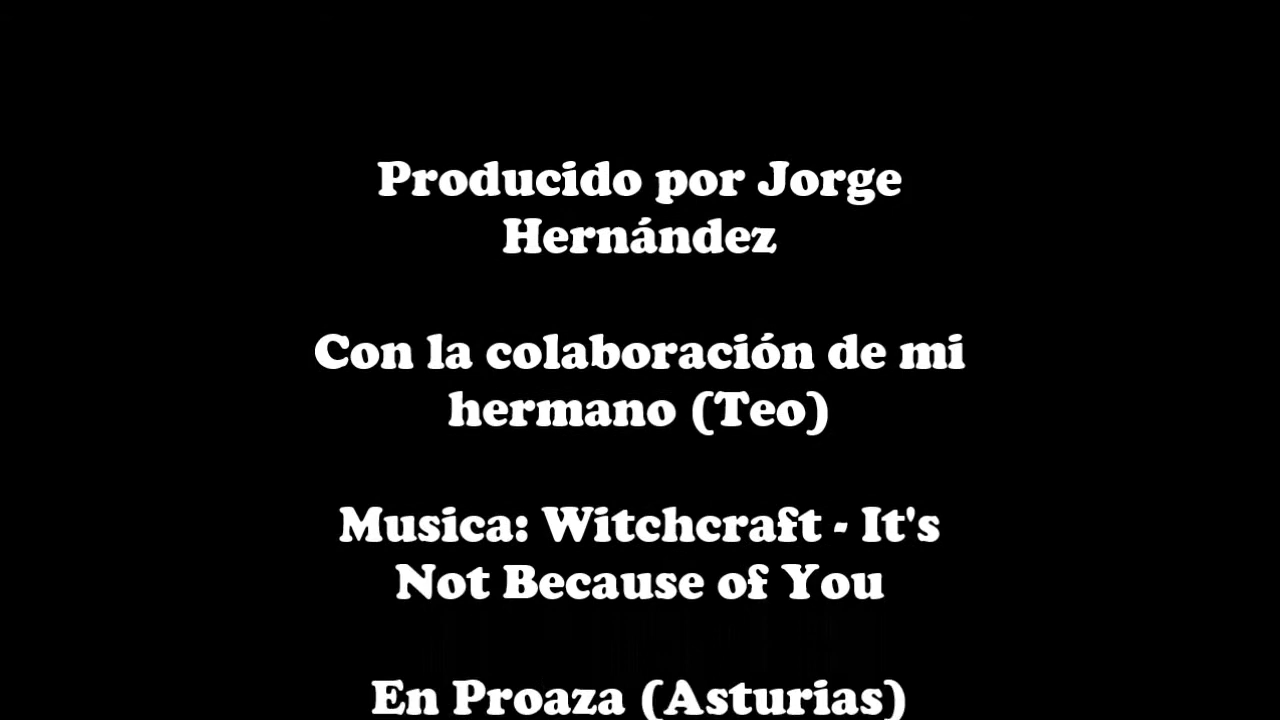 Producido por Jorge
Hernández
Con la colaboración de mi
hermano (Teo)
Musica: Witchcraft - It's
Not Because of You
En Proaza (Asturias)